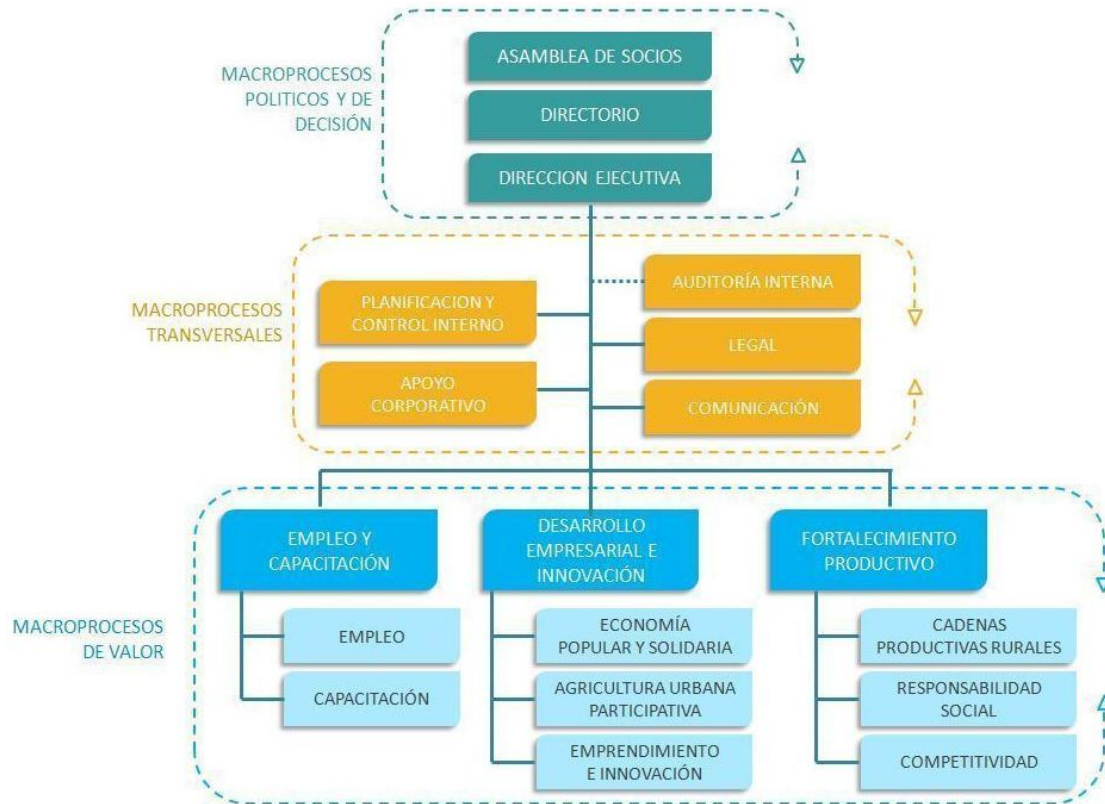 MACROPROCESOS
POLITICOS Y DE
DECISIÓN
ASAMBLEA DE SOCIOS
DIRECTORIO
DIRECCION EJECUTIVA
MACROPROCESOS
TRANSVERSALES
PLANIFICACION Y
CONTROL INTERNO
APOYO
CORPORATIVO
AUDITORÍA INTERNA
LEGAL
COMUNICACIÓN
MACROPROCESOS
DE VALOR
EMPLEO Y
CAPACITACIÓN
EMPLEO
CAPACITACIÓN
DESARROLLO
EMPRESARIAL E
INNOVACIÓN
ECONOMÍA
POPULAR Y SOLIDARIA
AGRICULTURA URBANA
PARTICIPATIVA
EMPRENDIMIENTO
E INNOVACIÓN
FORTALECIMIENTO
PRODUCTIVO
CADENAS
PRODUCTIVAS RURALES
RESPONSABILIDAD
SOCIAL
COMPETITIVIDAD